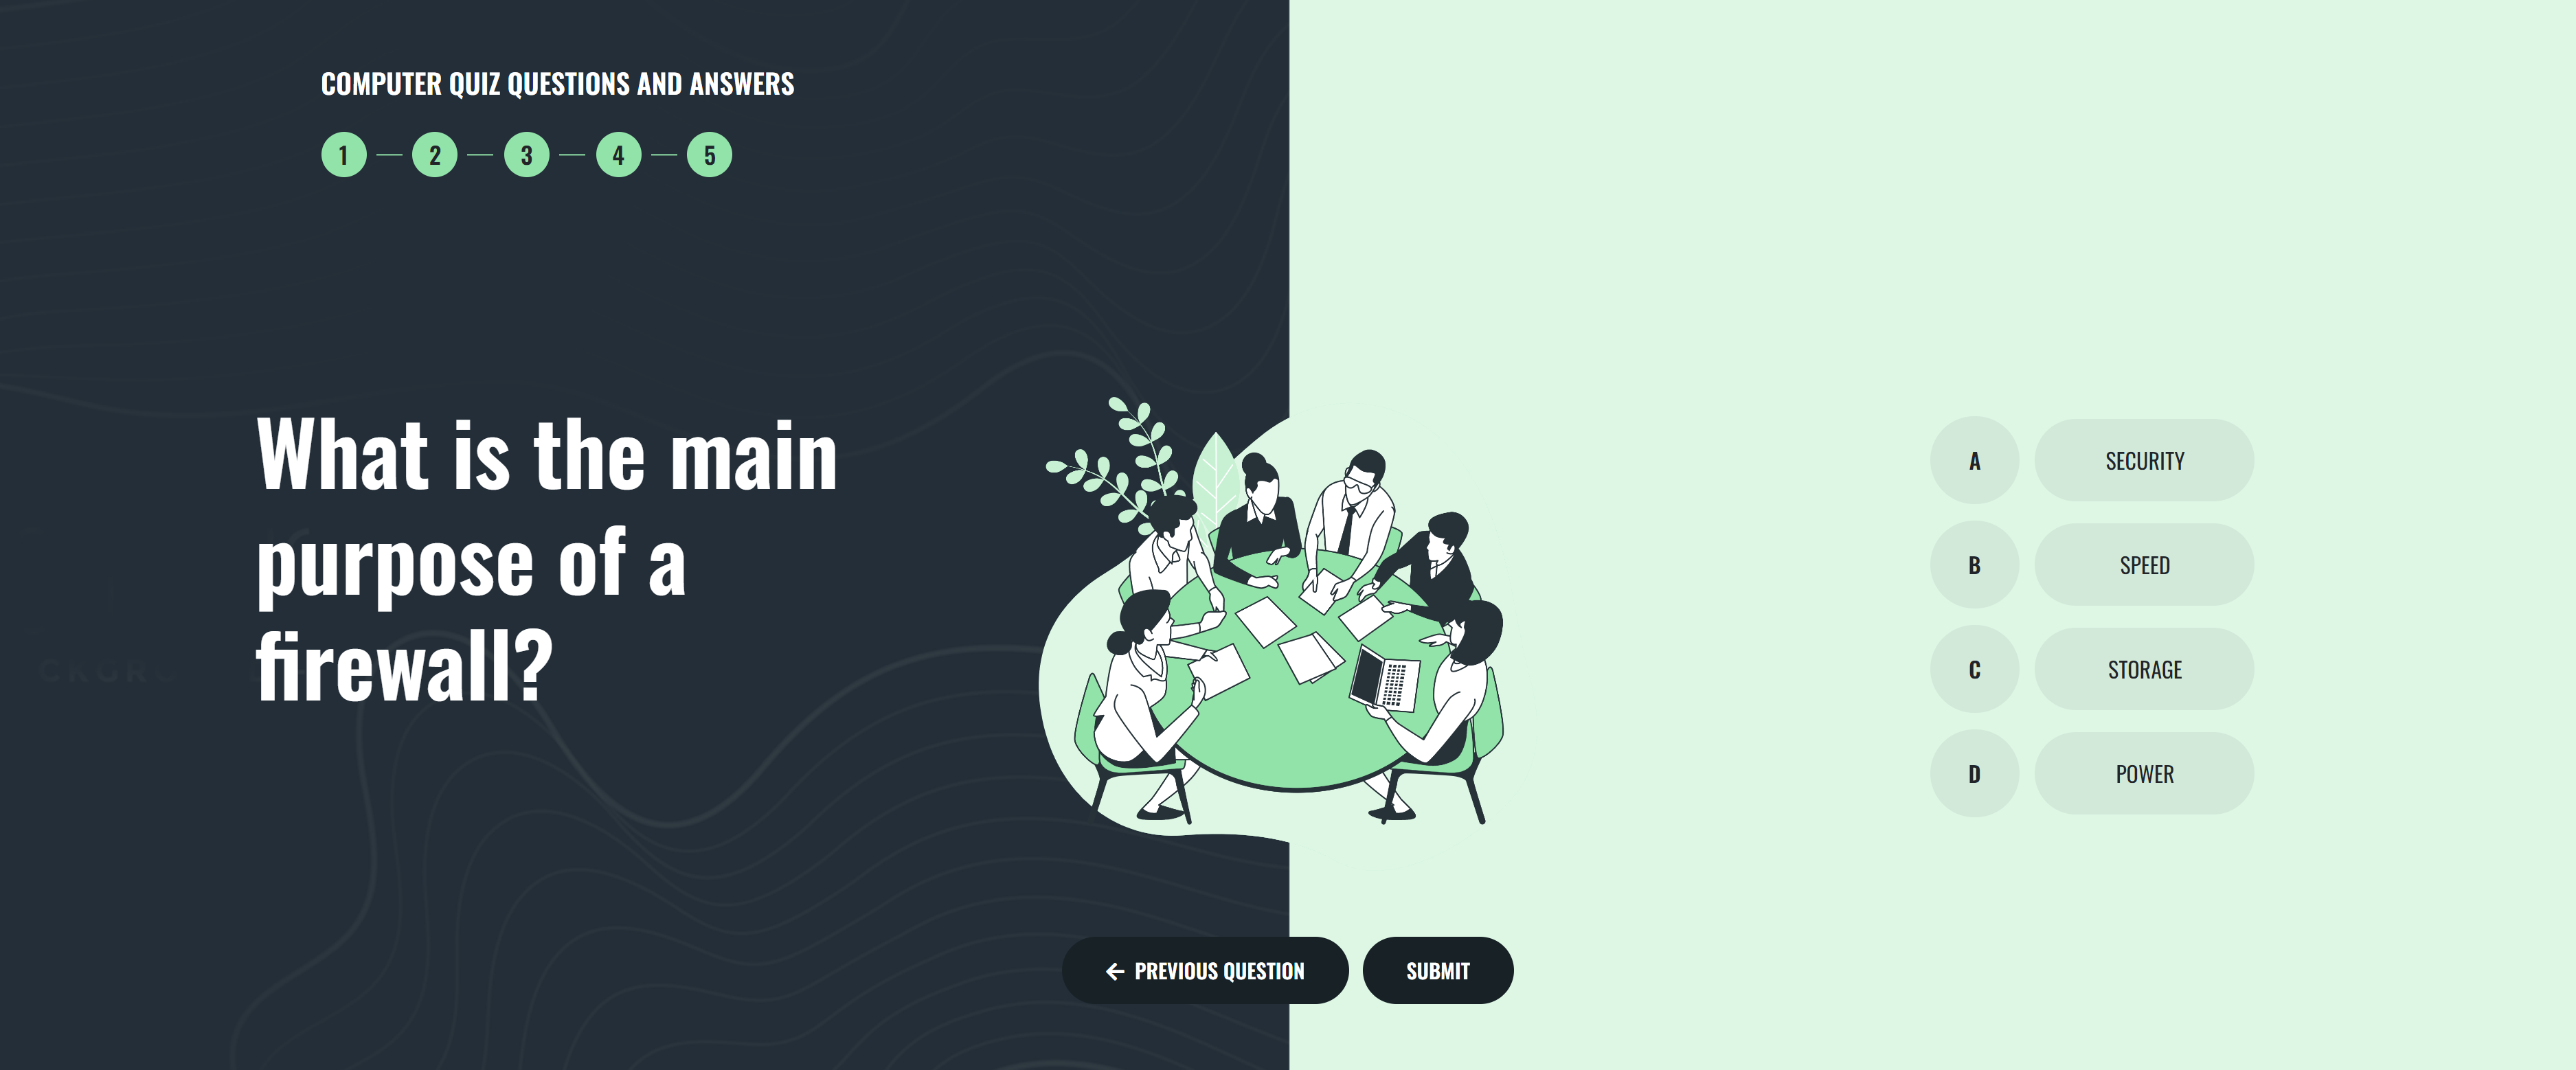 COMPUTER QUIZ QUESTIONS AND ANSWERS
1 2 3 4 5
What is the main
purpose of a
firewall?
A SECURITY
B SPEED
C STORAGE
D POWER
← PREVIOUS QUESTION
SUBMIT